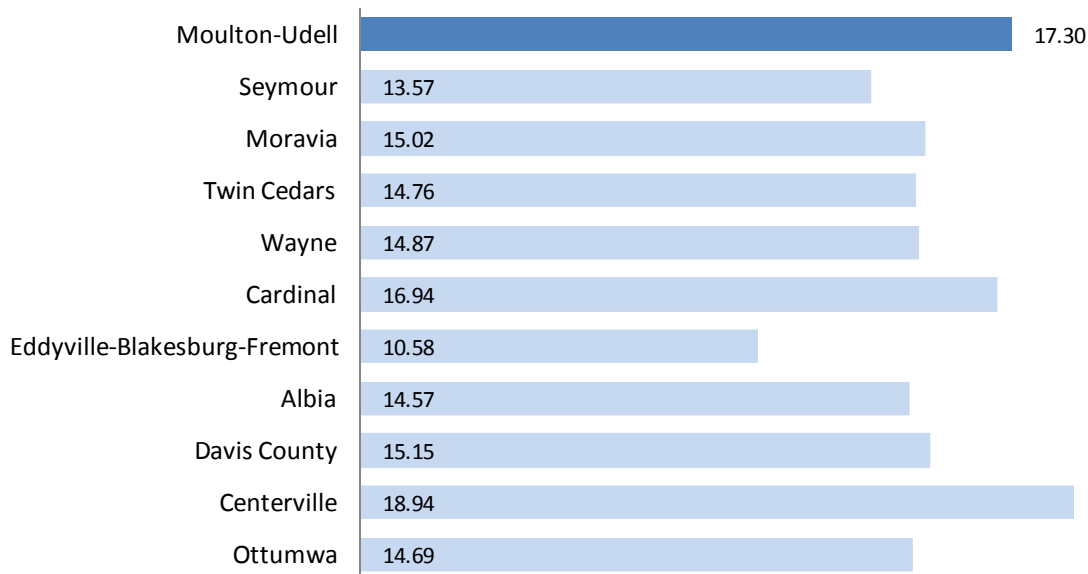 Moulton-Udell 17.30
Seymour 13.57
Moravia 15.02
Twin Cedars 14.76
Wayne 14.87
Cardinal 16.94
Eddyville-Blakesburg-Fremont 10.58
Albia 14.57
Davis County 15.15
Centerville 18.94
Ottumwa 14.69